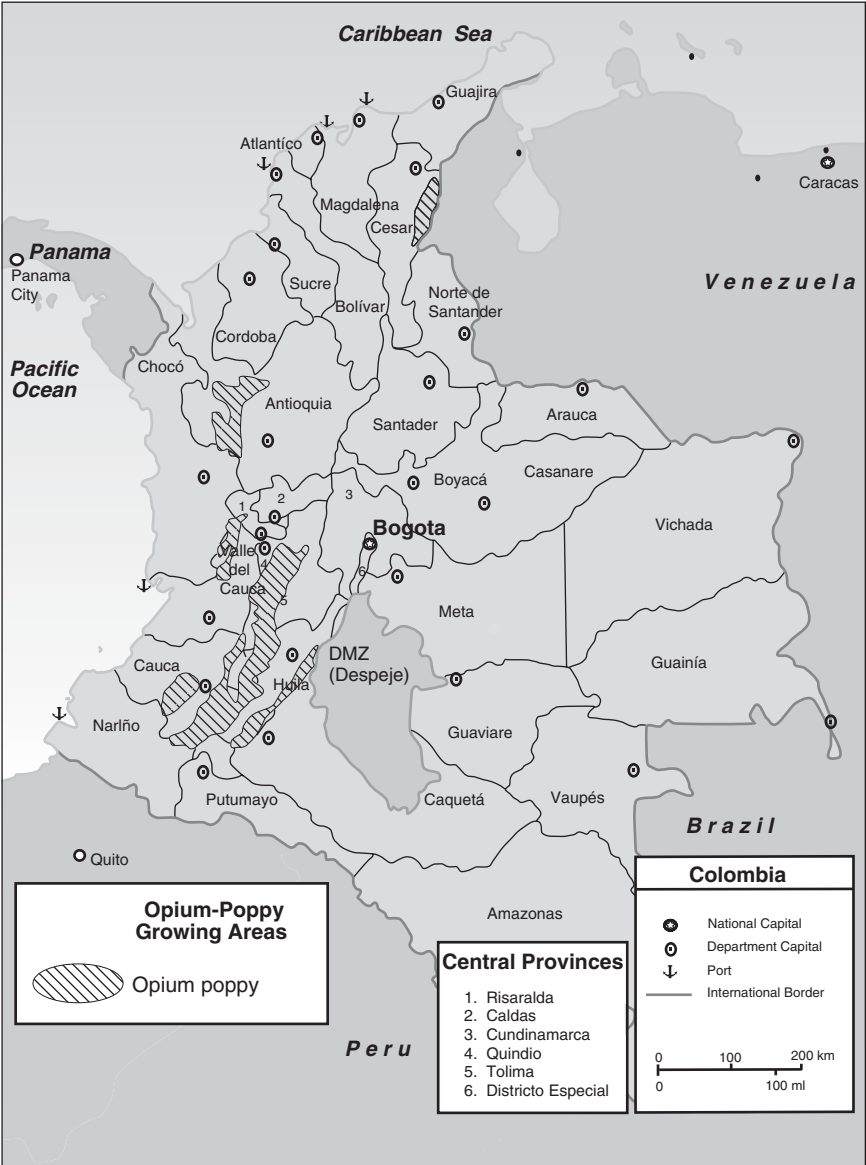 Caribbean Sea
Guajira
Atlantíco
Caracas
Magdalena
Cesar
Panama
Panama
City
Venezuela
Sucre
Bolívar
Norte de
Santander
Cordoba
Chocó
Pacific
Ocean
Antioquia
Arauca
Santader
Boyacá
Casanare
1
2
3
Bogota
Vichada
Valle
del
Cauca
4
5
6
Meta
DMZ
(Despeje)
Guainía
Cauca
Huila
Narlño
Guaviare
Putumayo
Caquetá
Vaupés
Brazil
Quito
Amazonas
Peru
Opium-Poppy
Growing Areas
Opium poppy
Central Provinces
1. Risaralda
2. Caldas
3. Cundinamarca
4. Quindio
5. Tolima
6. Districto Especial
Colombia
National Capital
Department Capital
Port
International Border
0 100 200 km
0 100 ml